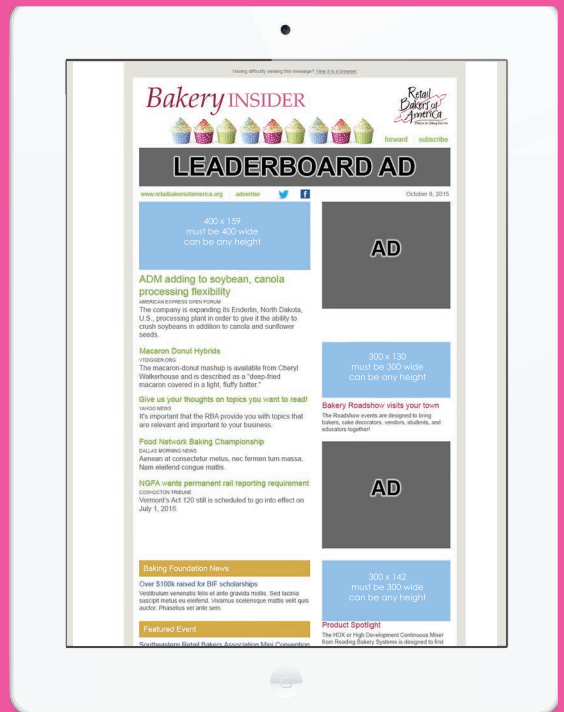 Having difficulty viewing this message? View it in a browser.
Bakery INSIDER
Retail
Bakers of
America
forward | subscribe
LEADERBOARD AD
www.retailbakersofamerica.org | advertise
October 8, 2015
400 x 159
must be 400 wide
can be any height
ADM adding to soybean, canola
processing flexibility
AMERICAN EXPRESS OPEN FORUM
The company is expanding its Enderlin, North Dakota,
U.S., processing plant in order to give it the ability to
crush soybeans in addition to canola and sunflower
seeds.
Macaron Donut Hybrids
VTDIGGER.ORG
The macaron-donut mashup is available from Cheryl
Walkerhouse and is described as a "deep-fried
macaron covered in a light, fluffy batter."
Give us your thoughts on topics you want to read!
YAHOO NEWS
It's important that the RBA provide you with topics that
are relevant and important to your business.
Food Network Baking Championship
DALLAS MORNING NEWS
Aenean at consectetur metus, nec fermen tum massa.
Nam eleifend congue mattis.
NGFA wants permanent rail reporting requirement
COSHOCTON TRIBUNE
Vermont's Act 120 still is scheduled to go into effect on
July 1, 2016.
Baking Foundation News
Over $100k raised for BIF scholarships
Vestibulum venenatis felis et ante gravida mollis. Sed lacinia
suscipit metus eu eleifend. Vivamus scelerisque mattis velit quis
auctor. Phasellus vel ante sem.
Featured Event
Southeastern Retail Bakers Association Mini Convention
AD
300 x 130
must be 300 wide
can be any height
Bakery Roadshow visits your town
The Roadshow events are designed to bring
bakers, cake decorators, vendors, students, and
educators together!
AD
300 x 142
must be 300 wide
can be any height
Product Spotlight
The HDX or High Development Continuous Mixer
from Reading Bakery Systems is designed to first